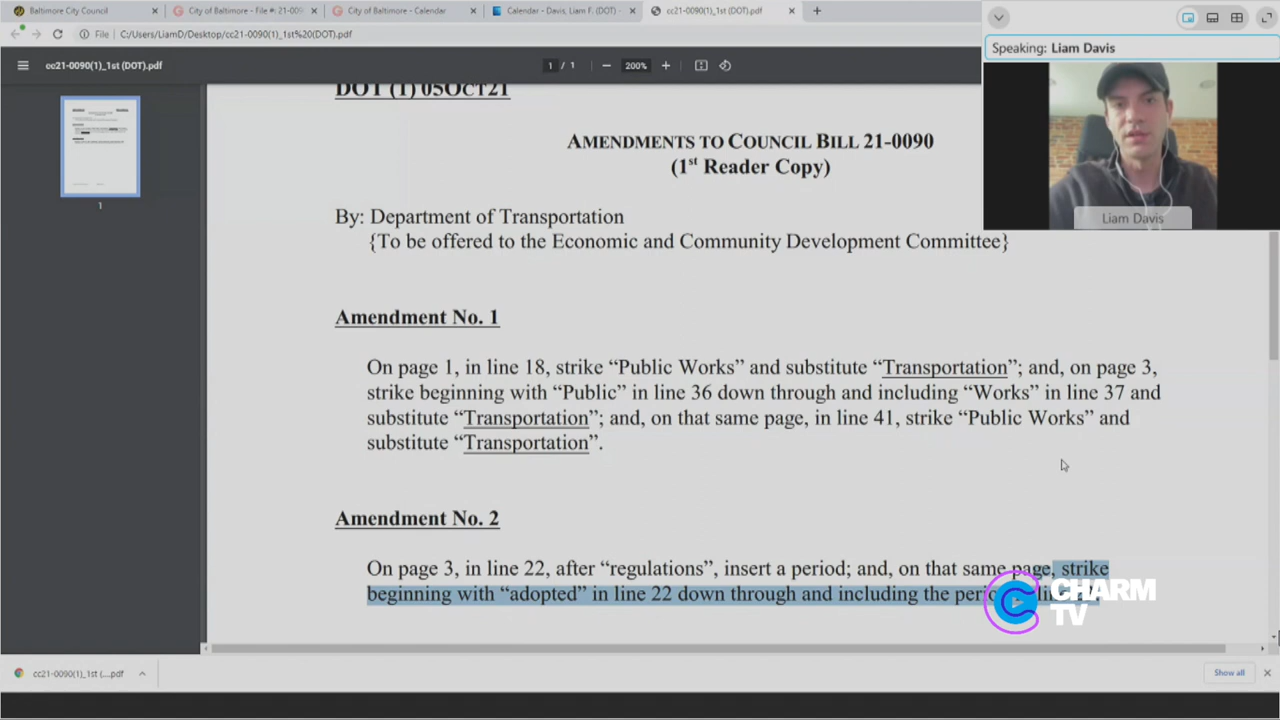 Baltimore City Council
City of Baltimore - File #: 21-009
City of Baltimore - Calendar
Calendar - Davis, Liam F. (DOT) -
cc21-0090(1)_1st (DOT).pdf
File
C:/Users/LiamD/Desktop/cc21-0090(1)_1st%20(DOT).pdf
Speaking: Liam Davis
cc21-0090(1)_1st (DOT).pdf
1 / 1
200%
DOT (1) 05OCT21
AMENDMENTS TO COUNCIL BILL 21-0090
(1st Reader Copy)
By: Department of Transportation
{To be offered to the Economic and Community Development Committee}
Liam Davis
1
Amendment No. 1
On page 1, in line 18, strike “Public Works” and substitute “Transportation”; and, on page 3,
strike beginning with “Public” in line 36 down through and including “Works” in line 37 and
substitute “Transportation”; and, on that same page, in line 41, strike “Public Works” and
substitute “Transportation”.
Amendment No. 2
On page 3, in line 22, after “regulations”, insert a period; and, on that same page, strike
beginning with “adopted” in line 22 down through and including the
CHARM
TV
cc21-0090(1)_1st (....pdf
Show all